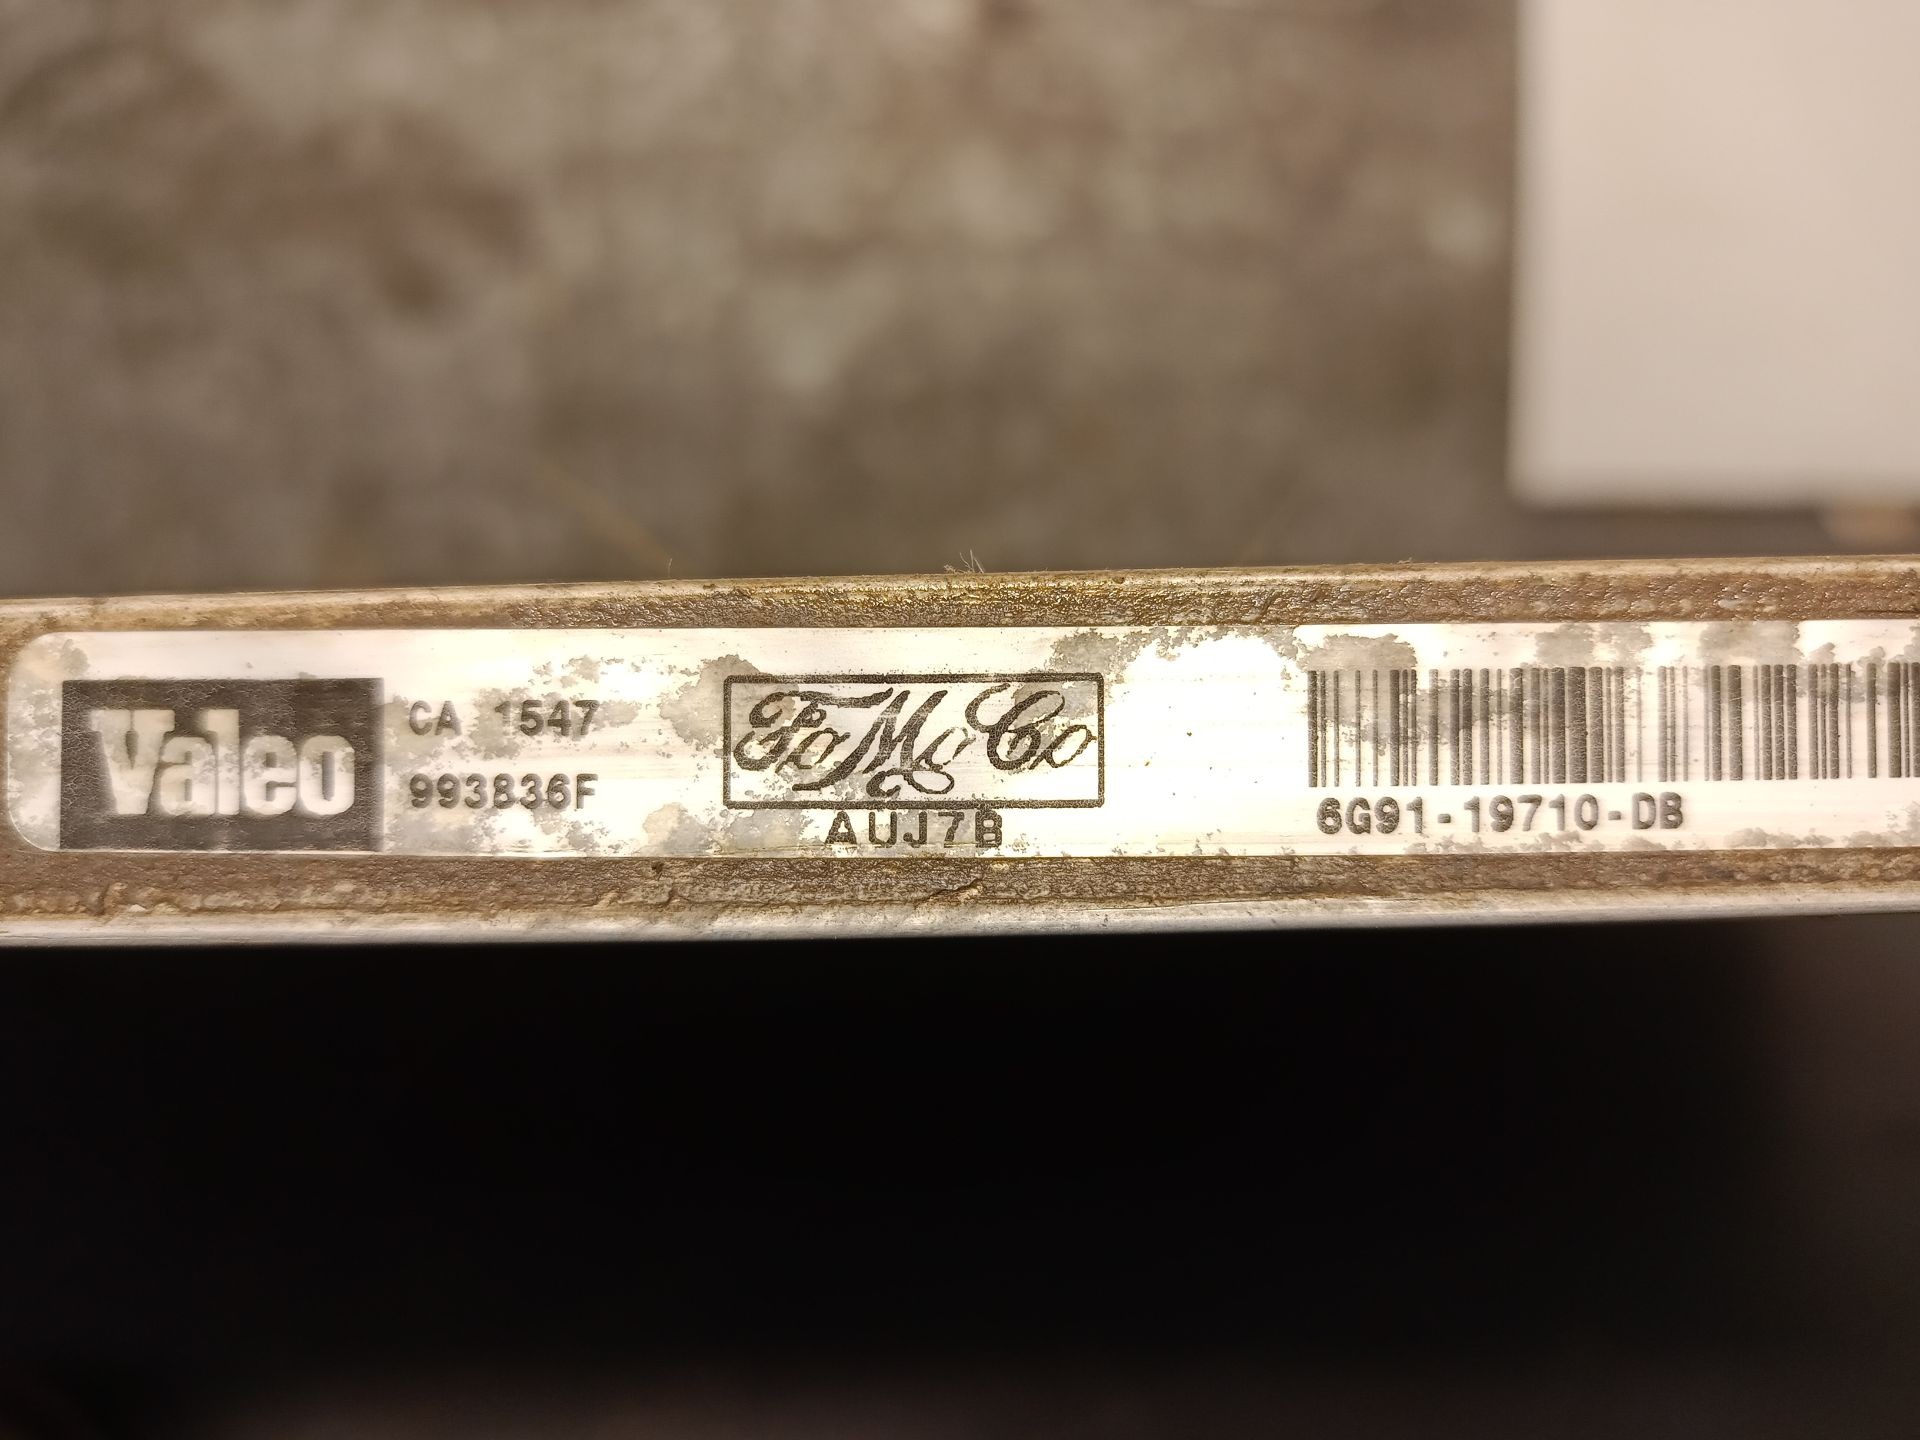 Valeo
CA 1547
993836F
FoMoCo
AUJ7B
6G91-19710-DB